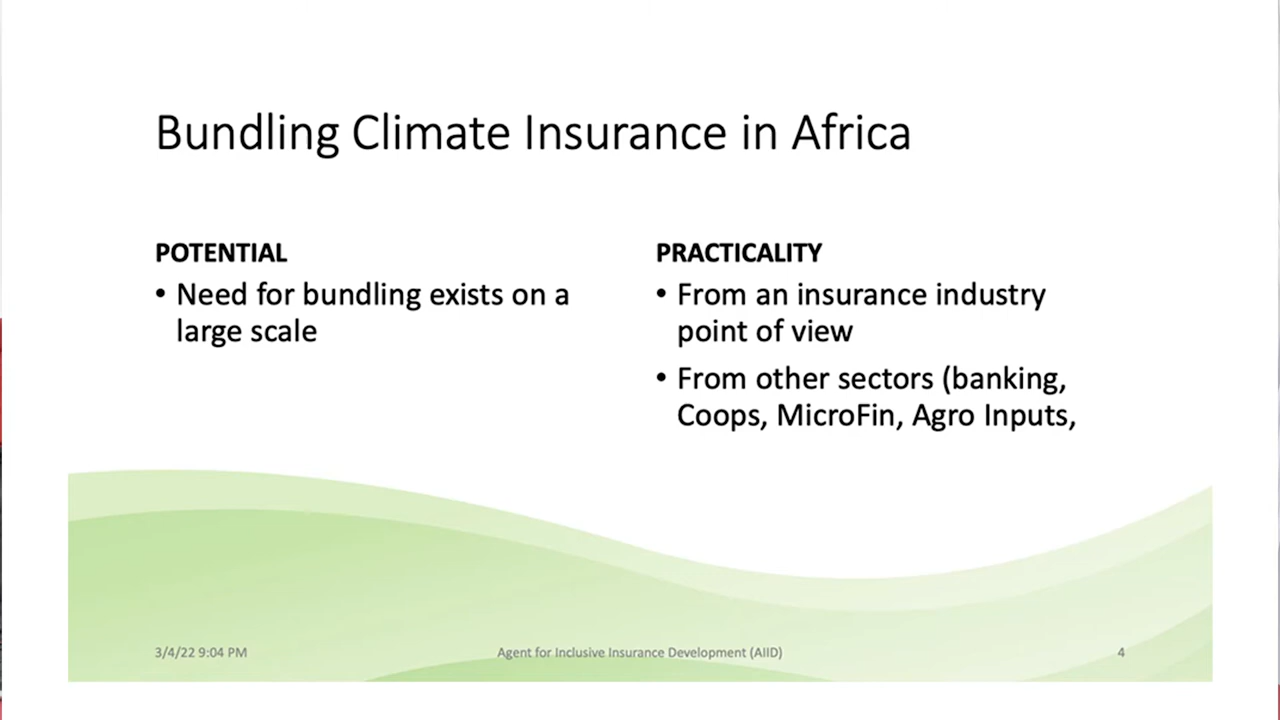 Bundling Climate Insurance in Africa
POTENTIAL
• Need for bundling exists on a
large scale
PRACTICALITY
• From an insurance industry
point of view
• From other sectors (banking,
Coops, MicroFin, Agro Inputs,
3/4/22 9:04 PM
Agent for Inclusive Insurance Development (AIID)
4